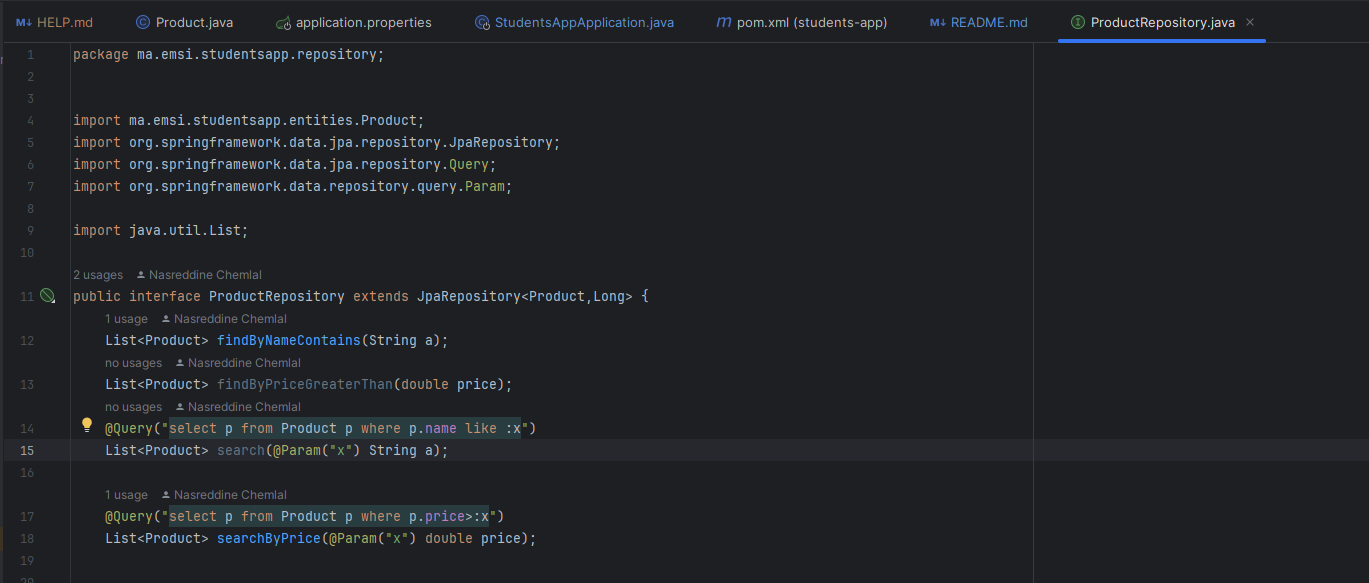 M↓ HELP.md Product.java application.properties StudentsAppApplication.java m pom.xml (students-app) M↓ README.md ProductRepository.java ×
1 package ma.emsi.studentsapp.repository;
2
3
4 import ma.emsi.studentsapp.entities.Product;
5 import org.springframework.data.jpa.repository.JpaRepository;
6 import org.springframework.data.jpa.repository.Query;
7 import org.springframework.data.repository.query.Param;
8
9 import java.util.List;
10
2 usages Nasreddine Chemlal
11 public interface ProductRepository extends JpaRepository<Product,Long> {
1 usage Nasreddine Chemlal
12 List<Product> findByNameContains(String a);
no usages Nasreddine Chemlal
13 List<Product> findByPriceGreaterThan(double price);
no usages Nasreddine Chemlal
14 @Query("select p from Product p where p.name like :x")
15 List<Product> search(@Param("x") String a);
16
1 usage Nasreddine Chemlal
17 @Query("select p from Product p where p.price>:x")
18 List<Product> searchByPrice(@Param("x") double price);
19